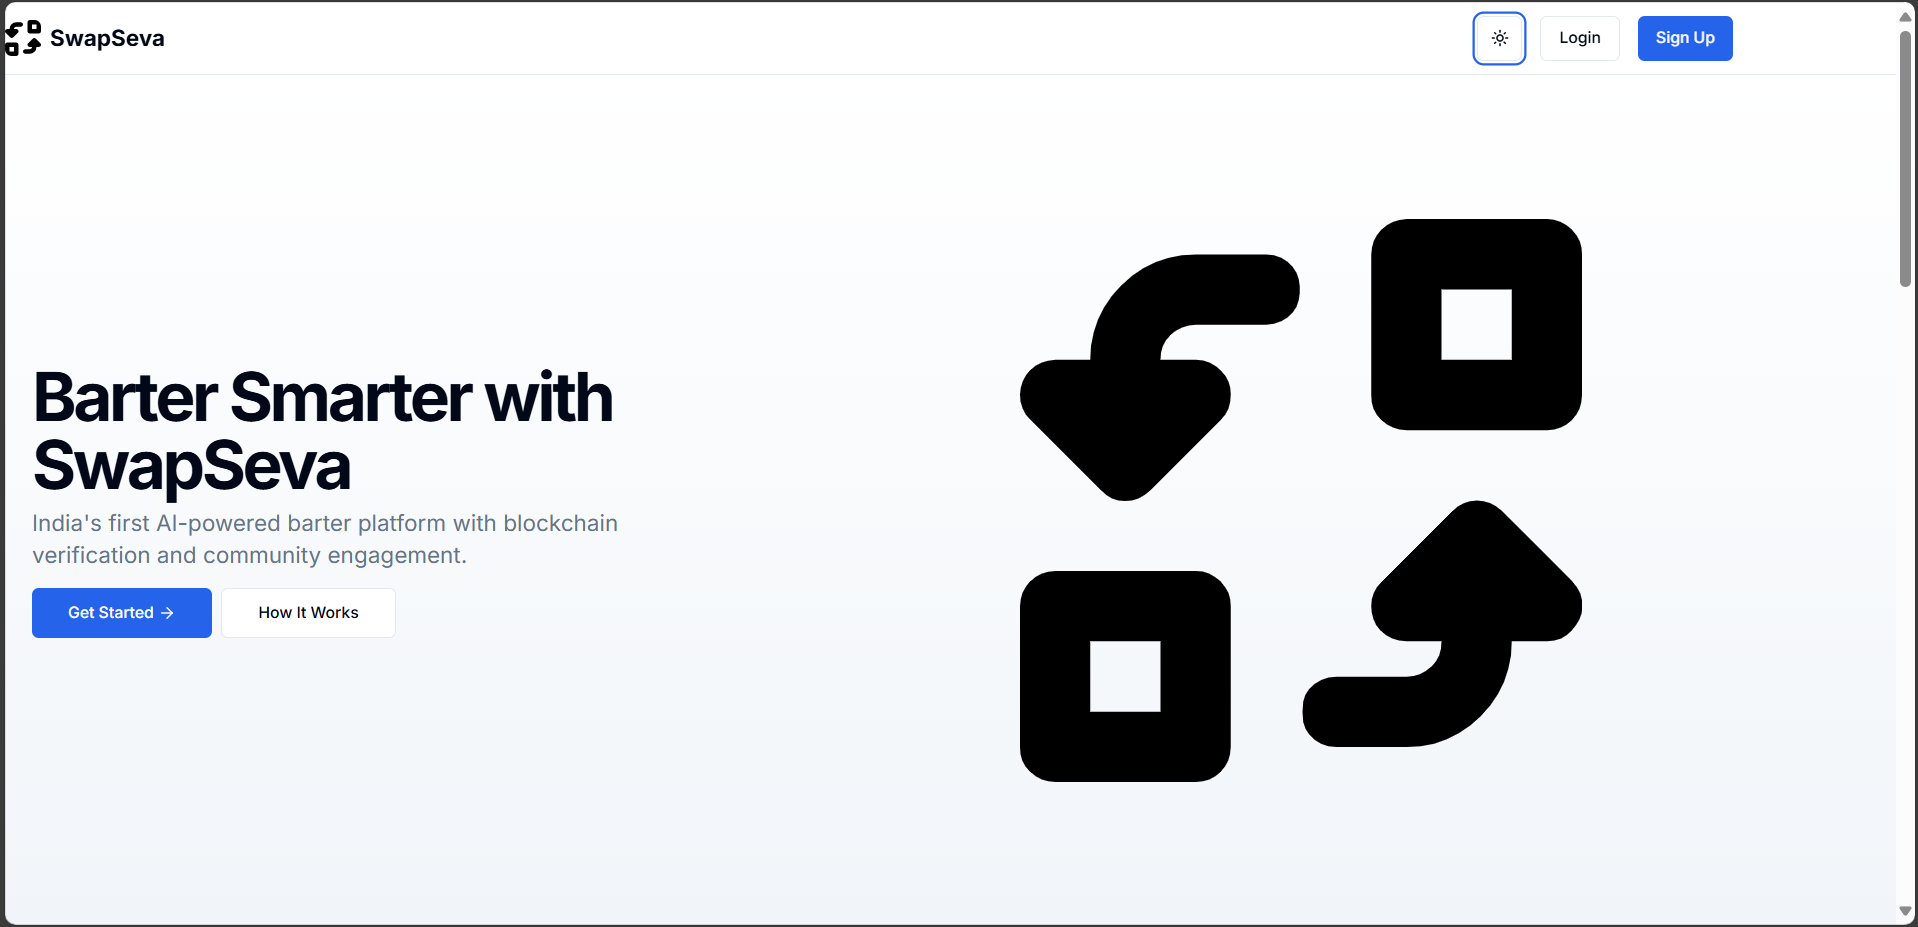 SwapSeva
Login
Sign Up
Barter Smarter with
SwapSeva
India's first AI-powered barter platform with blockchain
verification and community engagement.
Get Started →
How It Works